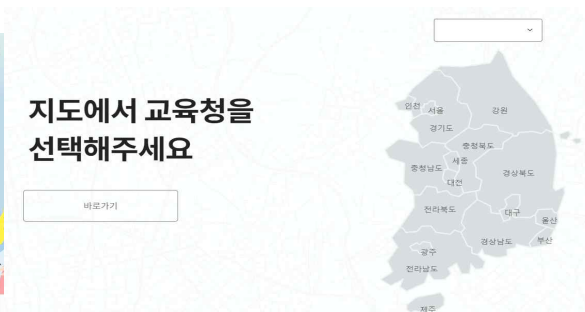 지도에서 교육청을
선택해주세요
바로가기
인천
서울
강원
경기도
충청북도
세종
충청남도
경상북도
대전
전라북도
대구
울산
경상남도
부산
광주
전라남도
제주